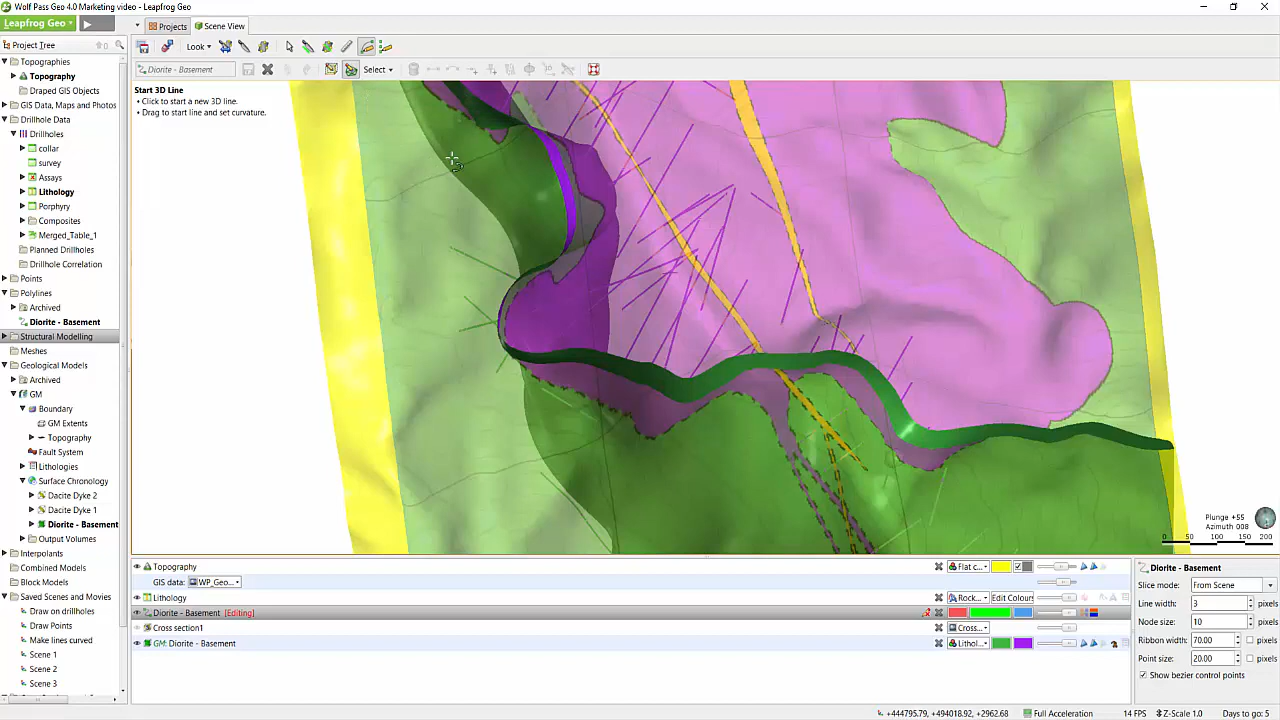 Wolf Pass Geo 4.0 Marketing video - Leapfrog Geo
Leapfrog Geo
Projects
Scene View
Project Tree
Look
Diorite - Basement
Select
Topographies
Topography
Draped GIS Objects
GIS Data, Maps and Photos
Drillhole Data
Drillholes
collar
survey
Assays
Lithology
Porphyry
Composites
Merged_Table_1
Planned Drillholes
Drillhole Correlation
Points
Polylines
Archived
Diorite - Basement
Structural Modelling
Meshes
Geological Models
Archived
GM
Boundary
GM Extents
Topography
Fault System
Lithologies
Surface Chronology
Dacite Dyke 2
Dacite Dyke 1
Diorite - Basement
Output Volumes
Interpolants
Combined Models
Block Models
Saved Scenes and Movies
Draw on drillholes
Draw Points
Make lines curved
Scene 1
Scene 2
Scene 3
Start 3D Line
• Click to start a new 3D line.
• Drag to start line and set curvature.
Plunge +55
Azimuth 008
0 50 100 150 200
Topography
Flat c...
GIS data: WP_Geo...
Lithology
Rock... Edit Colours
Diorite - Basement [Editing]
Cross section1
Cross...
GM: Diorite - Basement
Lithol...
Diorite - Basement
Slice mode: From Scene
Line width: 3 pixels
Node size: 10 pixels
Ribbon width: 70.00 pixels
Point size: 20.00 pixels
Show bezier control points
+444795.79, +494018.92, +2962.68
Full Acceleration
14 FPS
Z-Scale 1.0
Days to go: 5